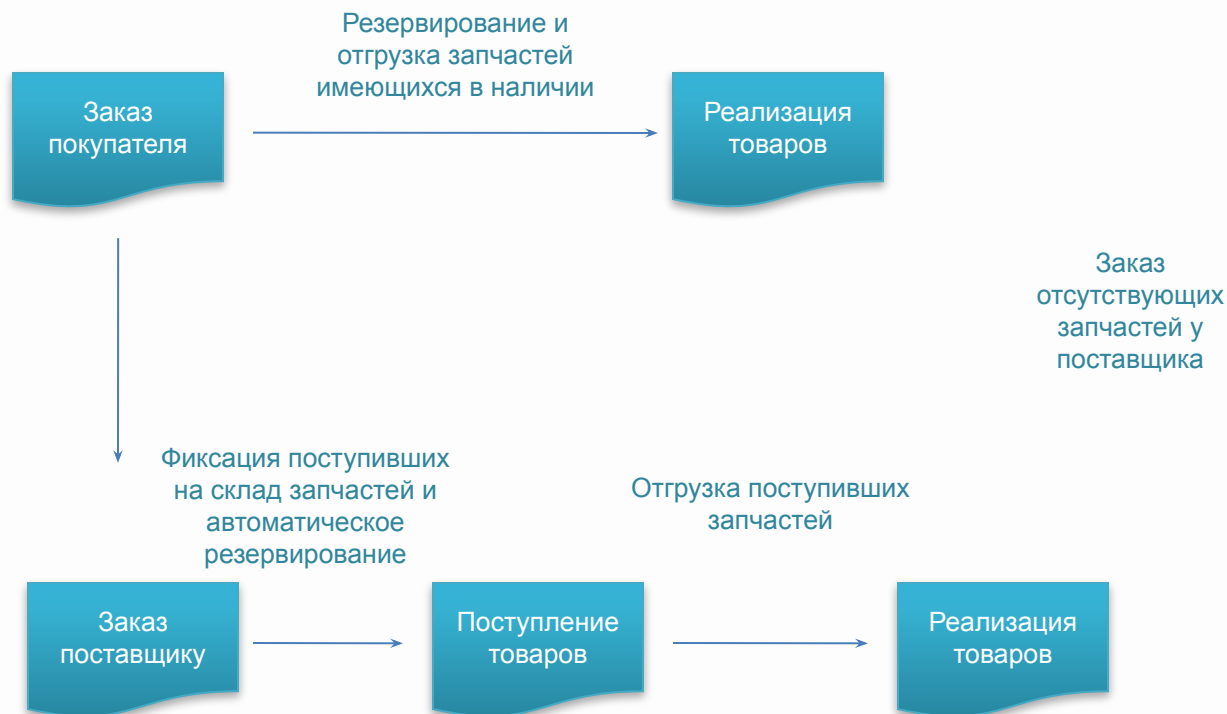 Резервирование и
отгрузка запчастей
имеющихся в наличии
Заказ
покупателя
Реализация
товаров
Заказ
отсутствующих
запчастей у
поставщика
Фиксация поступивших
на склад запчастей и
автоматическое
резервирование
Отгрузка поступивших
запчастей
Заказ
поставщику
Поступление
товаров
Реализация
товаров